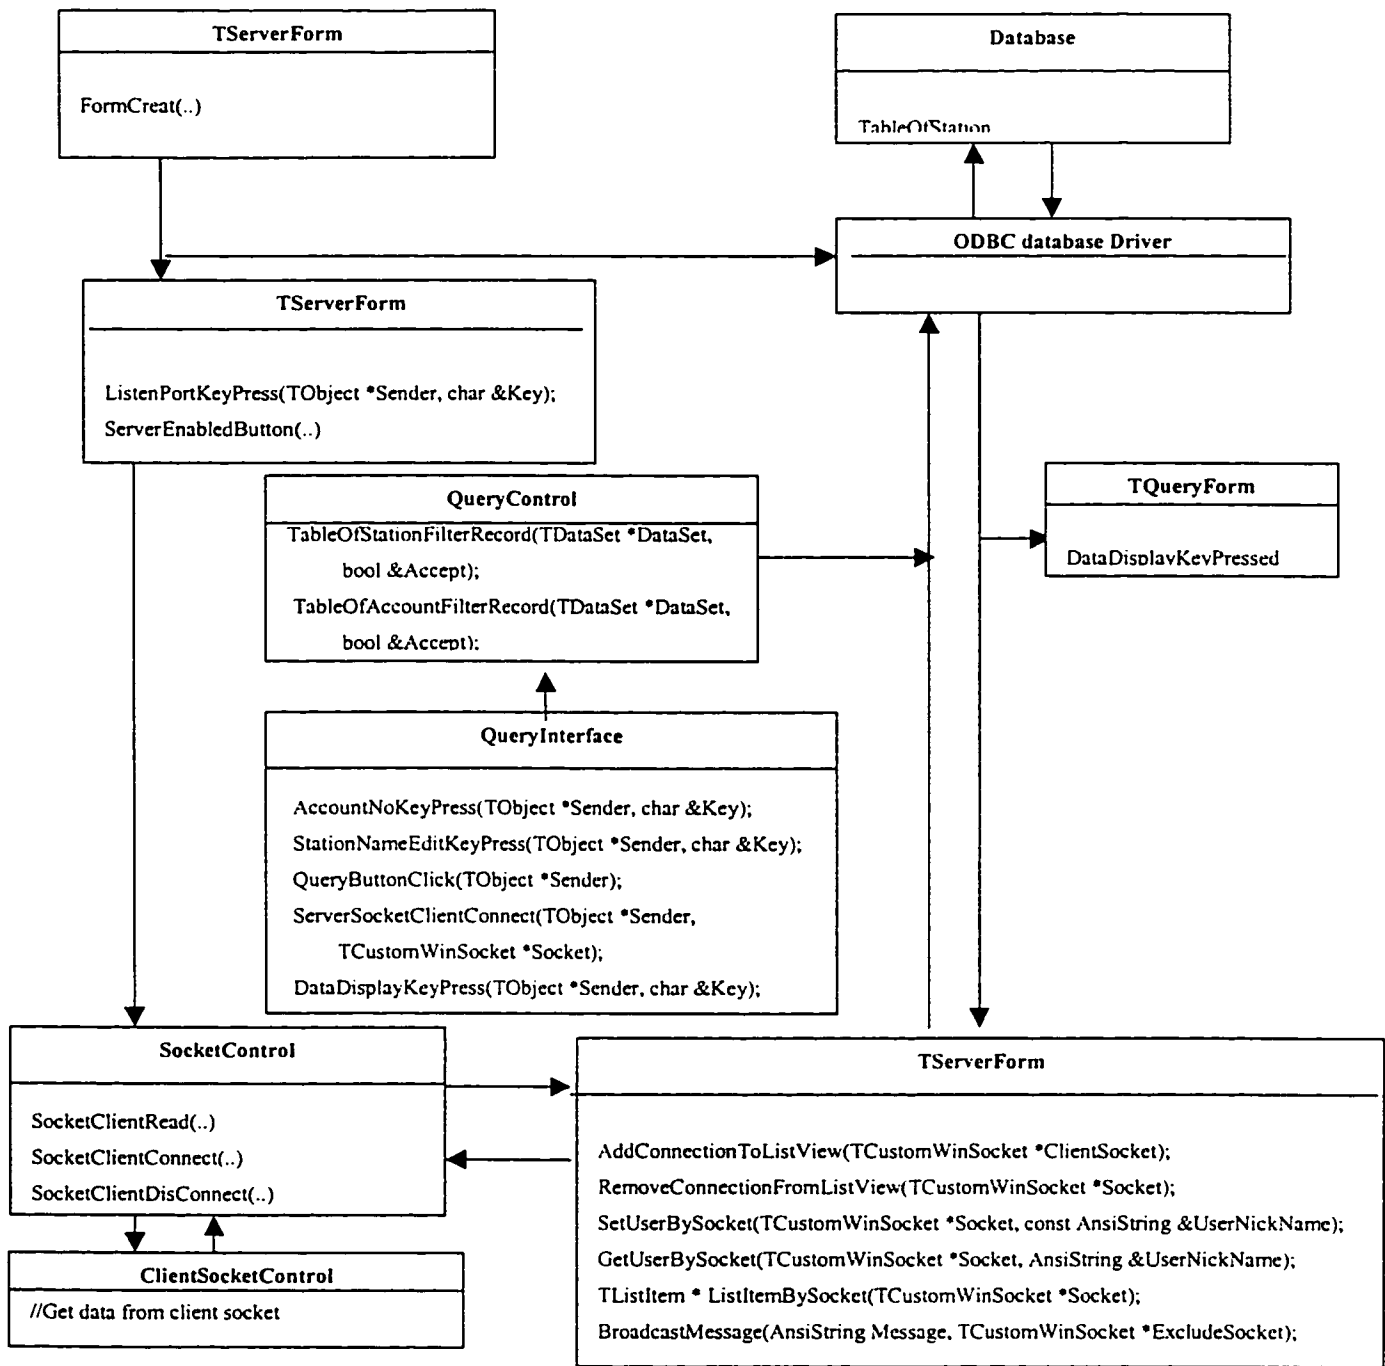 TServerForm
FormCreat(..)
Database
TableOfStation
ODBC database Driver
TServerForm
ListenPortKeyPress(TObject *Sender, char &Key);
ServerEnabledButton(..)
QueryControl
TableOfStationFilterRecord(TDataSet *DataSet,
bool &Accept);
TableOfAccountFilterRecord(TDataSet *DataSet,
bool &Accept);
TQueryForm
DataDisplayKeyPressed
QueryInterface
AccountNoKeyPress(TObject *Sender, char &Key);
StationNameEditKeyPress(TObject *Sender, char &Key);
QueryButtonClick(TObject *Sender);
ServerSocketClientConnect(TObject *Sender,
TCustomWinSocket *Socket);
DataDisplayKeyPress(TObject *Sender, char &Key);
SocketControl
SocketClientRead(..)
SocketClientConnect(..)
SocketClientDisConnect(..)
ClientSocketControl
//Get data from client socket
TServerForm
AddConnectionToListView(TCustomWinSocket *ClientSocket);
RemoveConnectionFromListView(TCustomWinSocket *Socket);
SetUserBySocket(TCustomWinSocket *Socket, const AnsiString &UserNickName);
GetUserBySocket(TCustomWinSocket *Socket, AnsiString &UserNickName);
TListItem * ListItemBySocket(TCustomWinSocket *Socket);
BroadcastMessage(AnsiString Message, TCustomWinSocket *ExcludeSocket);